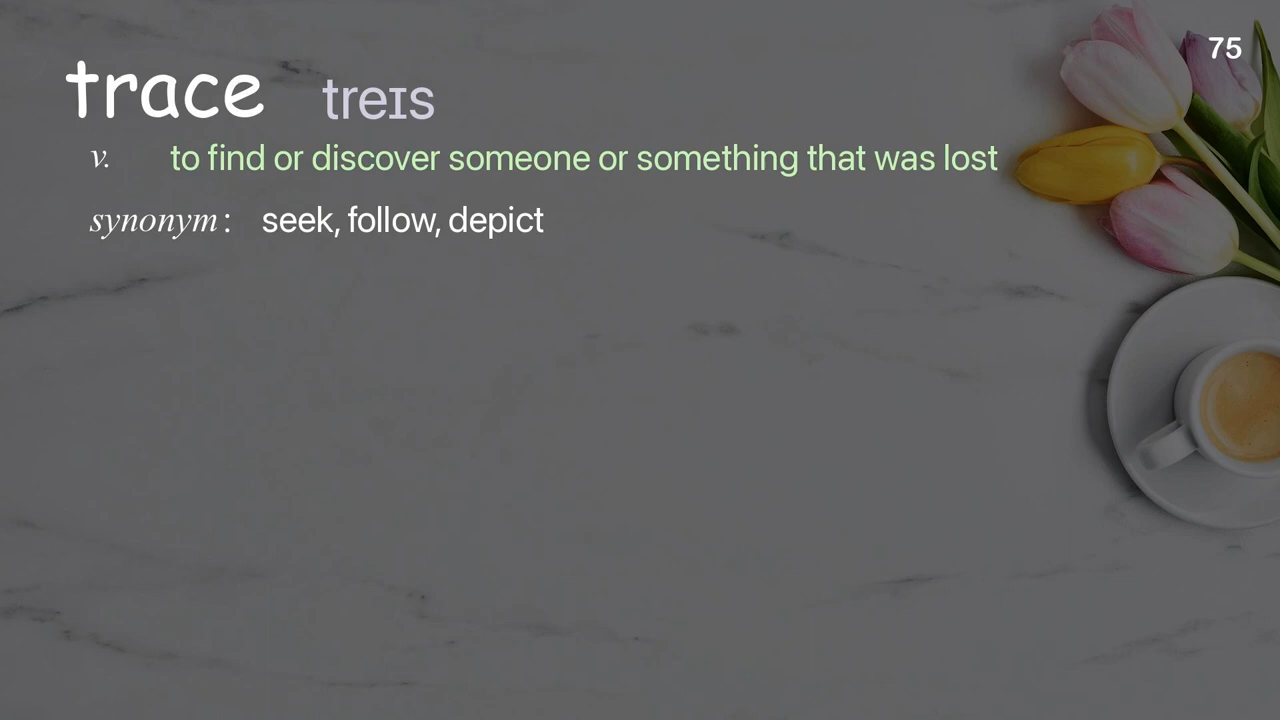 75
trace treɪs
v. to find or discover someone or something that was lost
synonym: seek, follow, depict